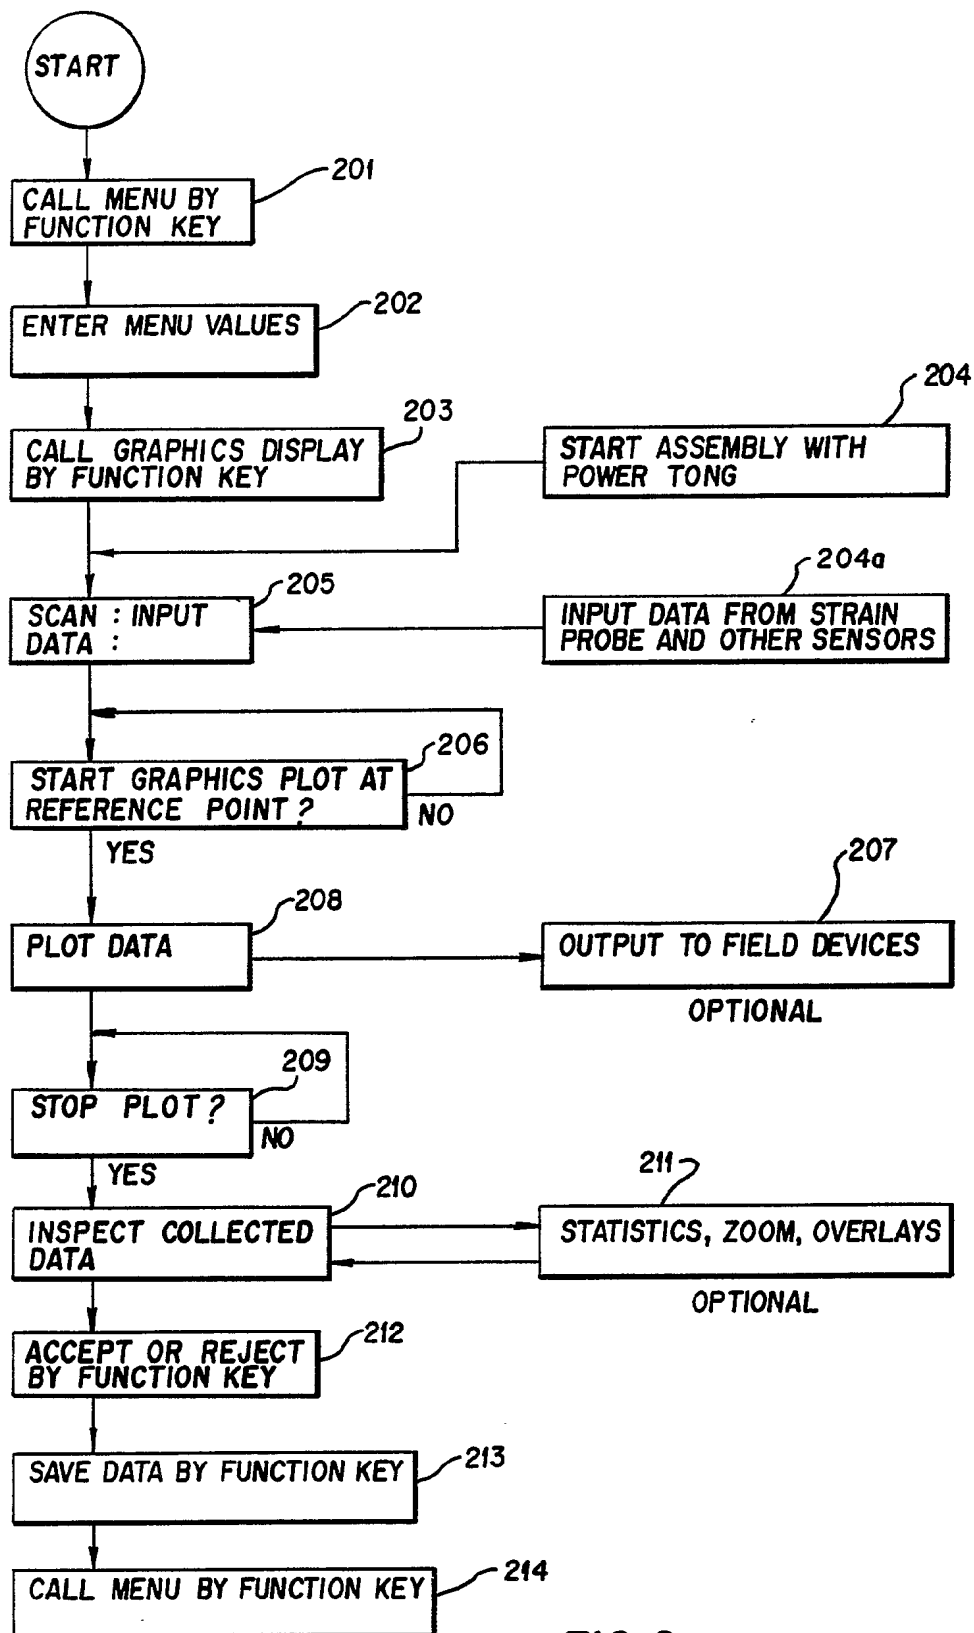 START
201
CALL MENU BY
FUNCTION KEY
202
ENTER MENU VALUES
203
CALL GRAPHICS DISPLAY
BY FUNCTION KEY
204
START ASSEMBLY WITH
POWER TONG
205
SCAN : INPUT
DATA :
204a
INPUT DATA FROM STRAIN
PROBE AND OTHER SENSORS
206
START GRAPHICS PLOT AT
REFERENCE POINT?
NO
YES
208
PLOT DATA
207
OUTPUT TO FIELD DEVICES
OPTIONAL
209
STOP PLOT?
NO
YES
210
INSPECT COLLECTED
DATA
211
STATISTICS, ZOOM, OVERLAYS
OPTIONAL
212
ACCEPT OR REJECT
BY FUNCTION KEY
213
SAVE DATA BY FUNCTION KEY
214
CALL MENU BY FUNCTION KEY